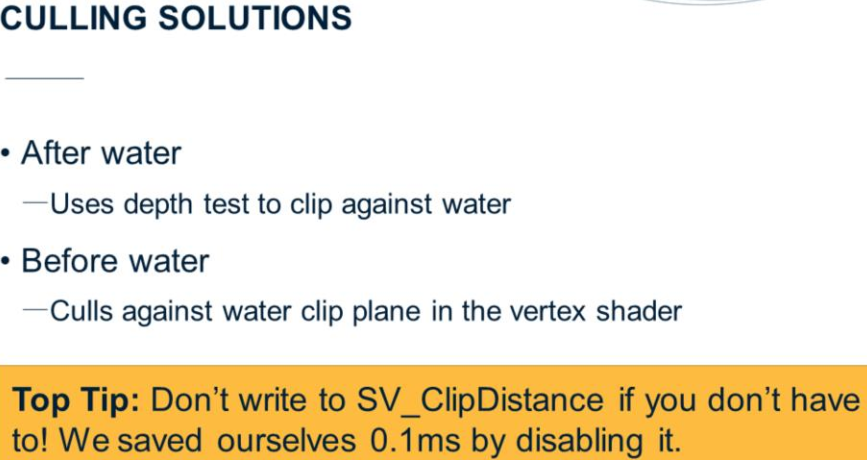 CULLING SOLUTIONS
• After water
—Uses depth test to clip against water
• Before water
—Culls against water clip plane in the vertex shader
Top Tip: Don’t write to SV_ClipDistance if you don’t have
to! We saved ourselves 0.1ms by disabling it.